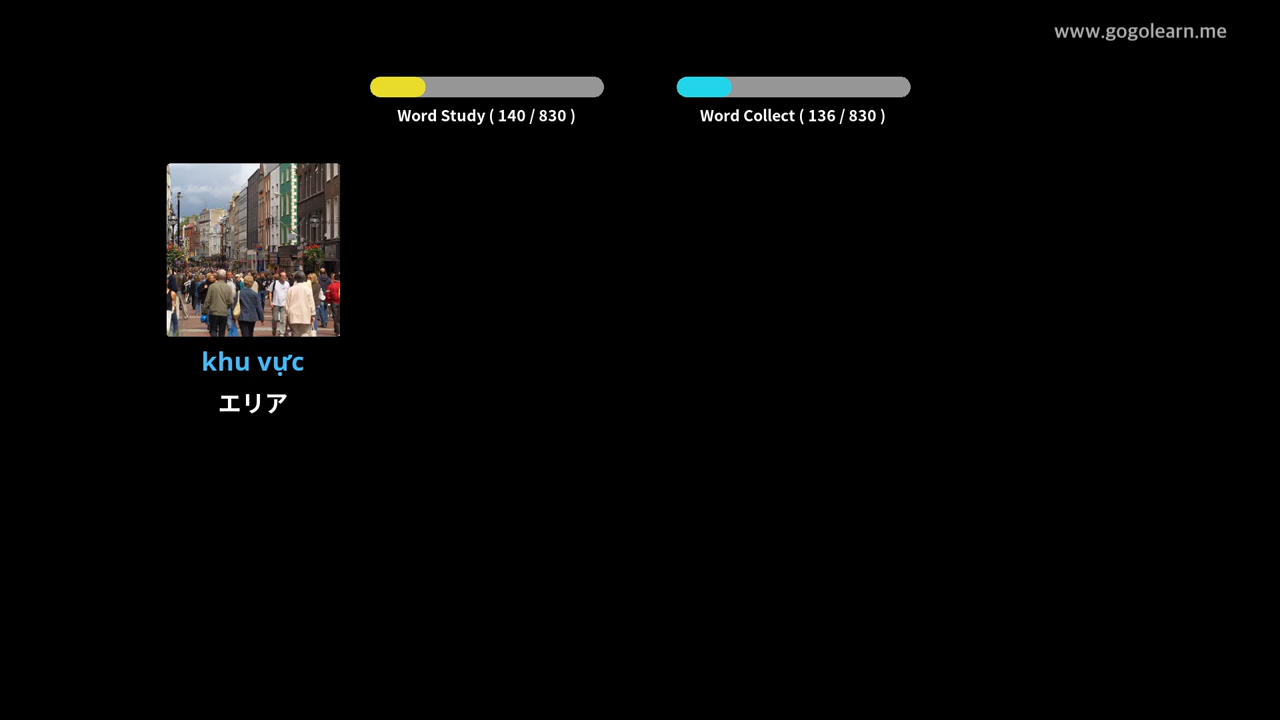 www.gogolearn.me
Word Study ( 140 / 830 )
Word Collect ( 136 / 830 )
khu vực
エリア